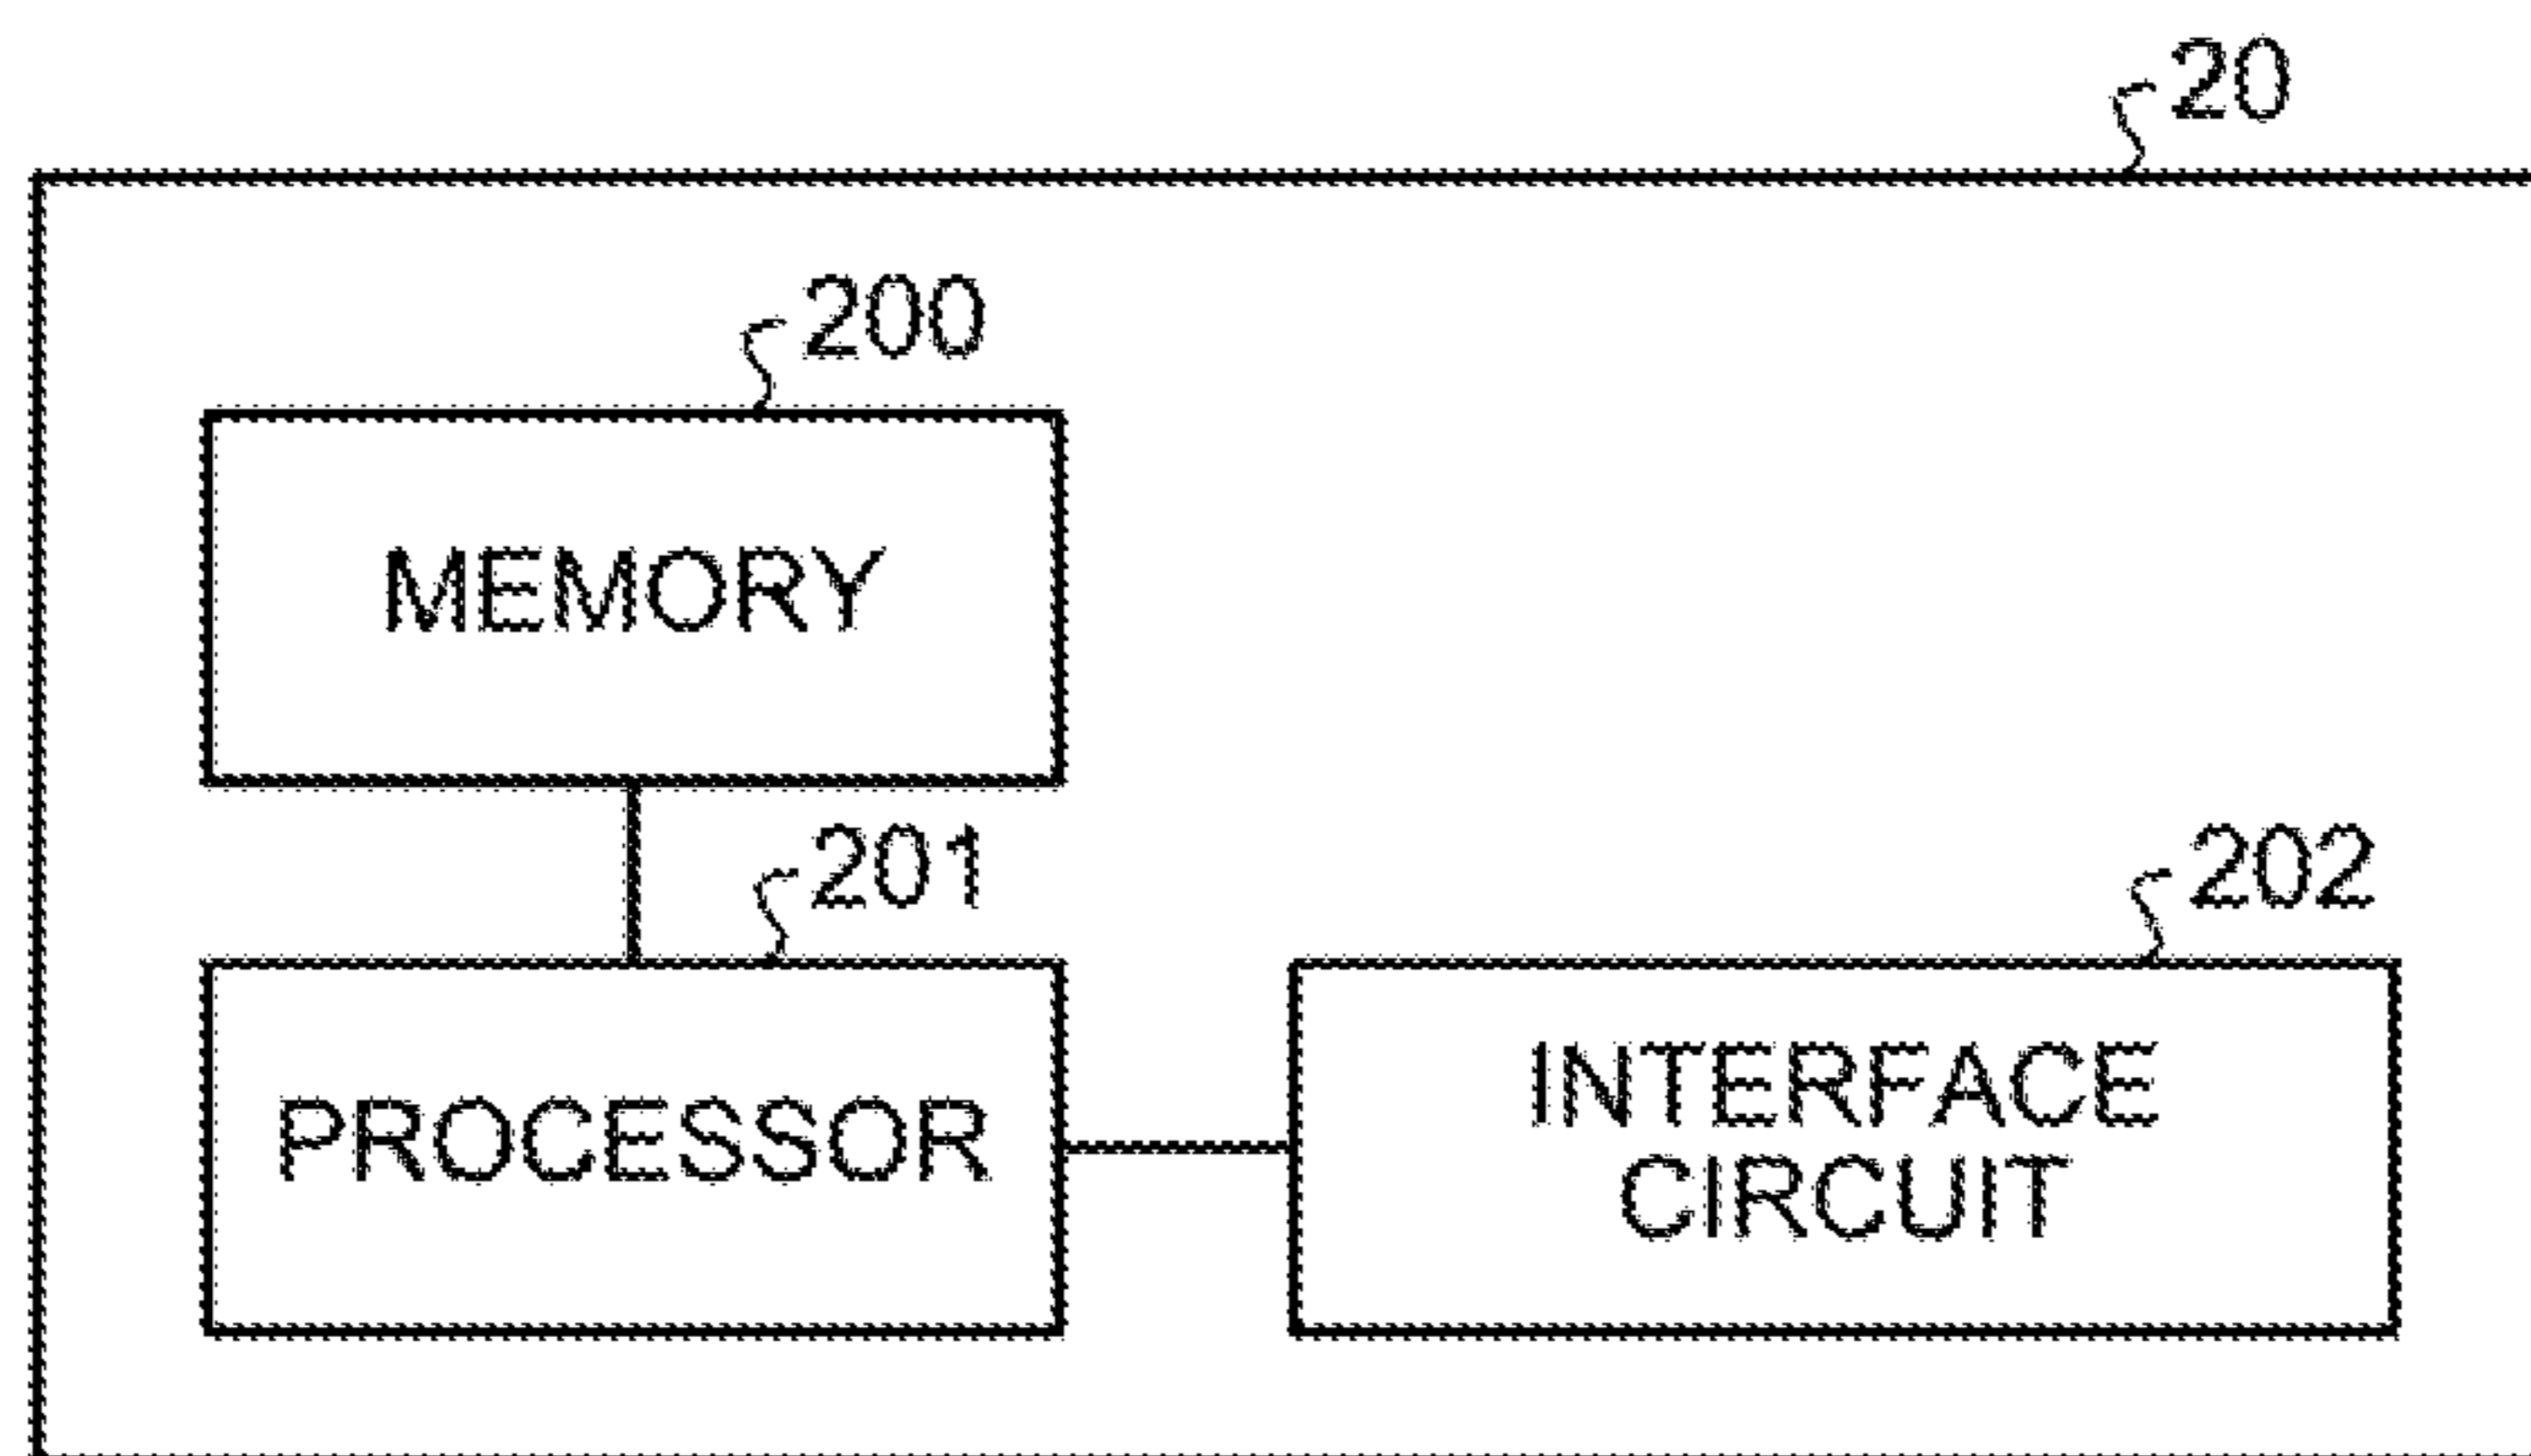 20
200
MEMORY
201
202
PROCESSOR
INTERFACE
CIRCUIT